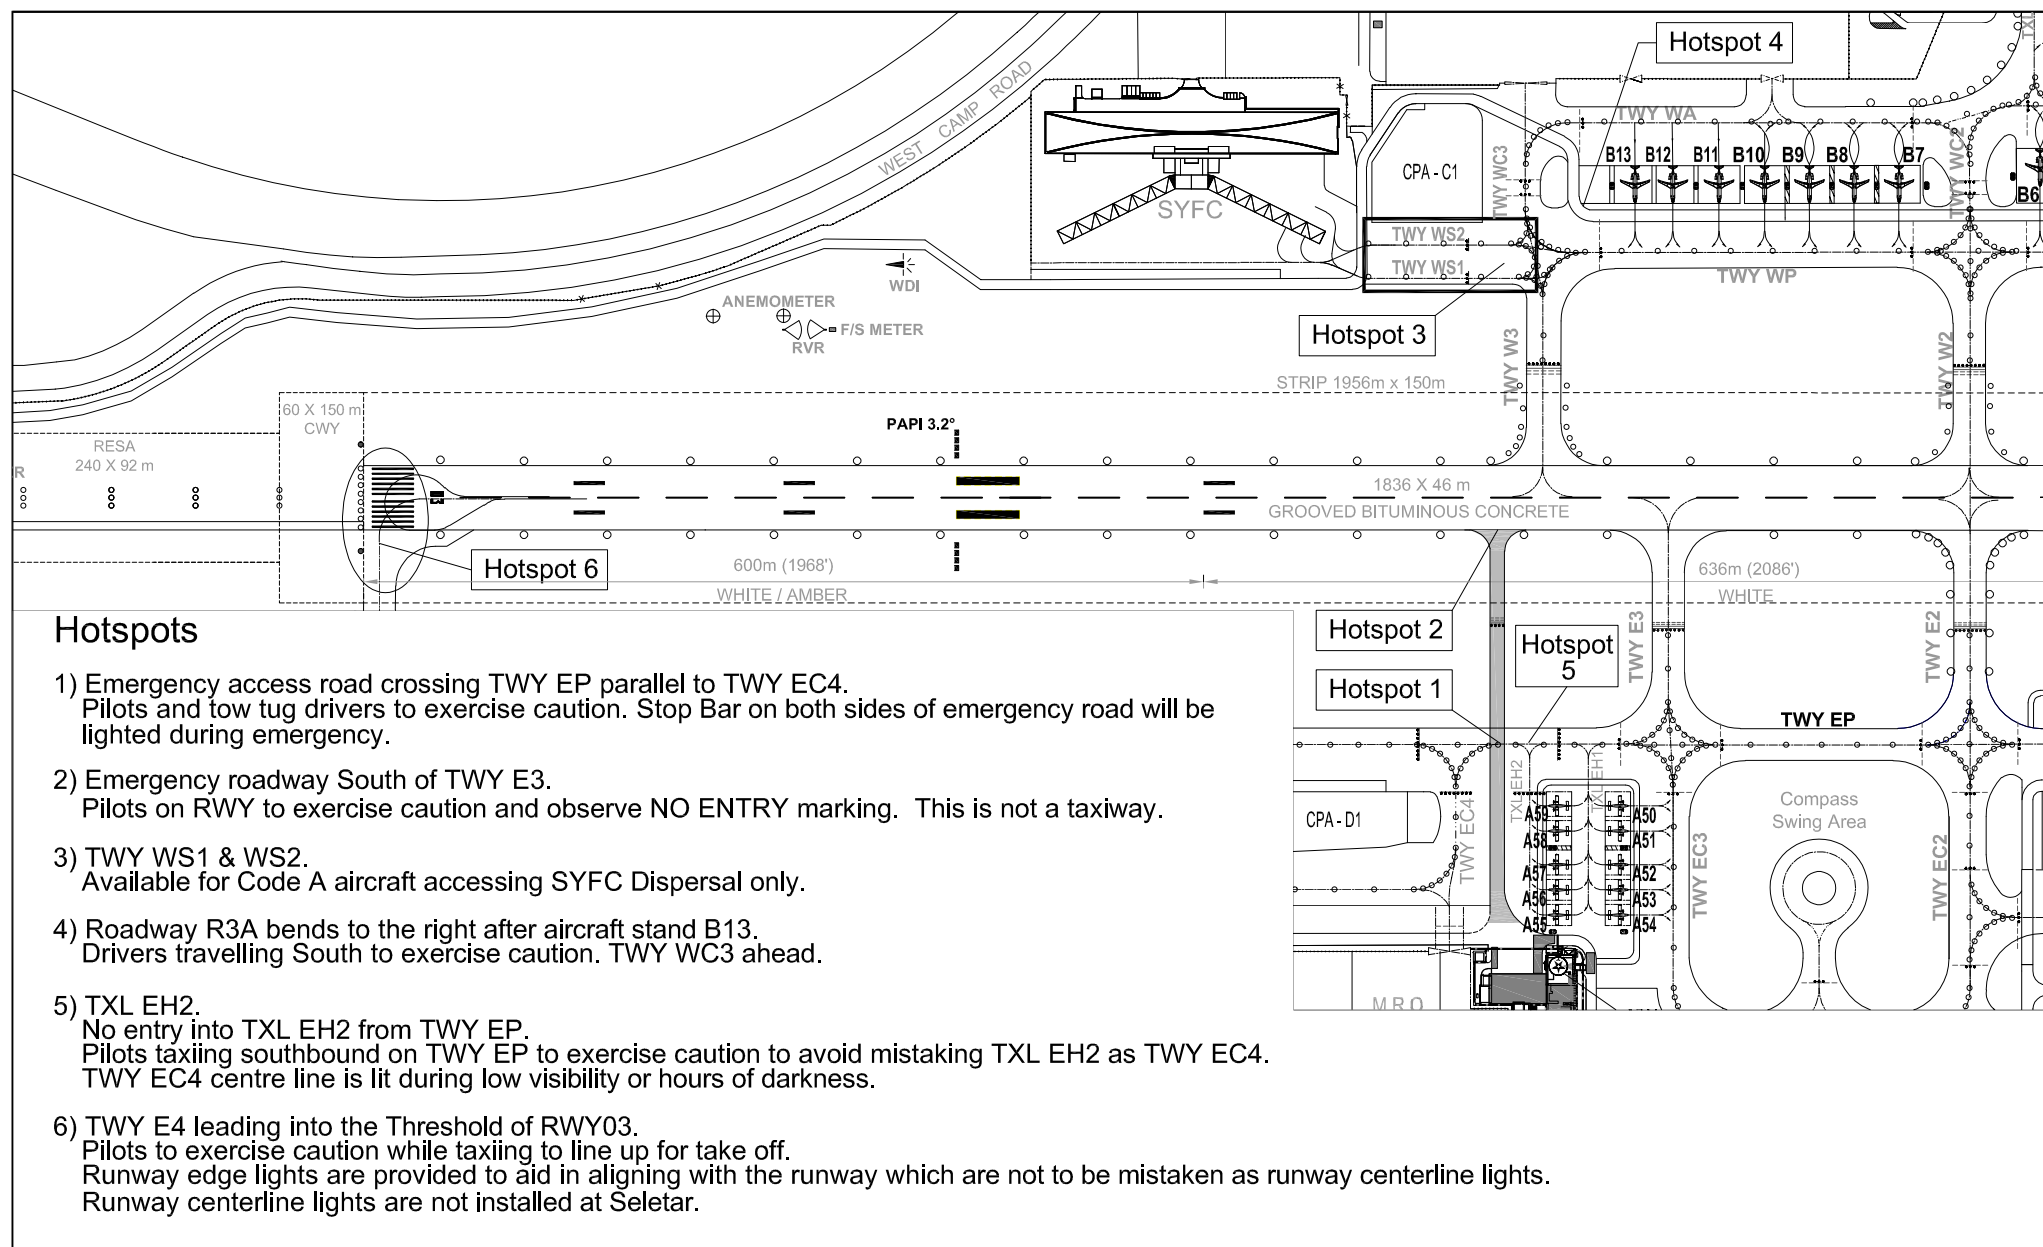 Hotspot 4
TXL
WEST CAMP ROAD
TWY WA
TWY WC3
TWY WC2
CPA - C1
B13
B12
B11
B10
B9
B8
B7
B6
SYFC
TWY WS2
TWY WS1
TWY WP
WDI
ANEMOMETER
F/S METER
RVR
Hotspot 3
TWY W3
TWY W2
STRIP 1956m x 150m
60 X 150 m
CWY
PAPI 3.2°
RESA
240 X 92 m
R
03
1836 X 46 m
GROOVED BITUMINOUS CONCRETE
Hotspot 6
600m (1968')
WHITE / AMBER
636m (2086')
WHITE
Hotspot 2
Hotspot 1
Hotspot
5
TWY E3
TWY E2
TWY EP
TXL EH2
TXL EH1
CPA - D1
TWY EC4
A59
A58
A57
A56
A55
A50
A51
A52
A53
A54
TWY EC3
Compass
Swing Area
TWY EC2
M R O
Hotspots
1) Emergency access road crossing TWY EP parallel to TWY EC4.
Pilots and tow tug drivers to exercise caution. Stop Bar on both sides of emergency road will be
lighted during emergency.
2) Emergency roadway South of TWY E3.
Pilots on RWY to exercise caution and observe NO ENTRY marking. This is not a taxiway.
3) TWY WS1 & WS2.
Available for Code A aircraft accessing SYFC Dispersal only.
4) Roadway R3A bends to the right after aircraft stand B13.
Drivers travelling South to exercise caution. TWY WC3 ahead.
5) TXL EH2.
No entry into TXL EH2 from TWY EP.
Pilots taxiing southbound on TWY EP to exercise caution to avoid mistaking TXL EH2 as TWY EC4.
TWY EC4 centre line is lit during low visibility or hours of darkness.
6) TWY E4 leading into the Threshold of RWY03.
Pilots to exercise caution while taxiing to line up for take off.
Runway edge lights are provided to aid in aligning with the runway which are not to be mistaken as runway centerline lights.
Runway centerline lights are not installed at Seletar.